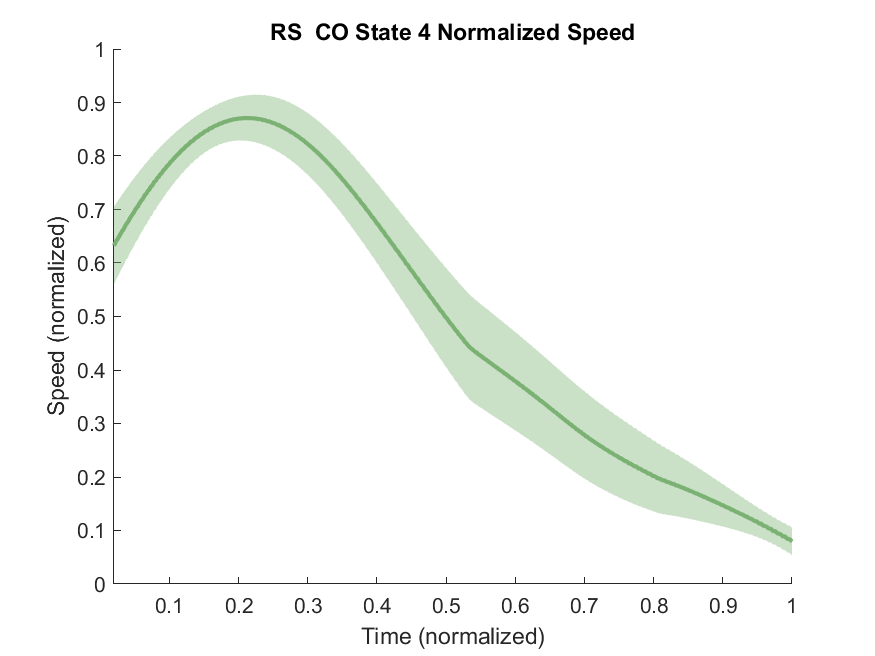 RS  CO State 4 Normalized Speed
1
0.9
0.8
0.7
0.6
0.5
0.4
0.3
0.2
0.1
0
Speed (normalized)
0.1 0.2 0.3 0.4 0.5 0.6 0.7 0.8 0.9 1
Time (normalized)